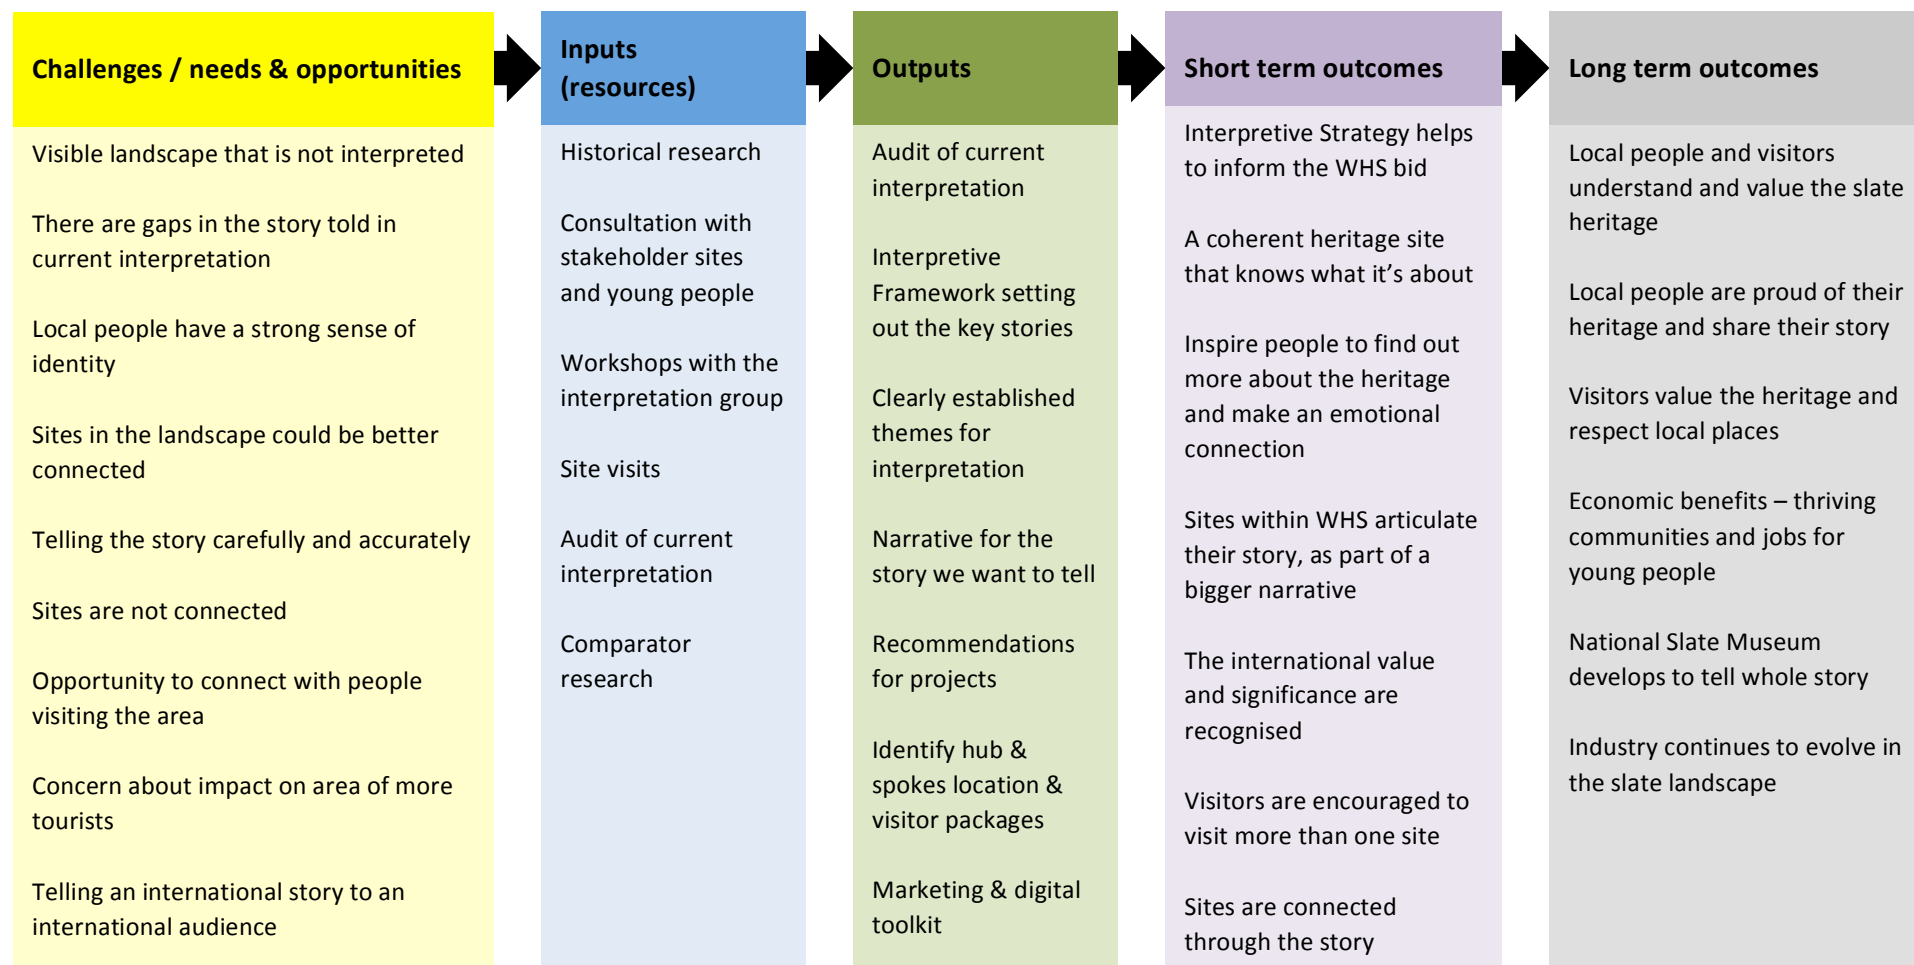 Challenges / needs & opportunities
Visible landscape that is not interpreted
There are gaps in the story told in
current interpretation
Local people have a strong sense of
identity
Sites in the landscape could be better
connected
Telling the story carefully and accurately
Sites are not connected
Opportunity to connect with people
visiting the area
Concern about impact on area of more
tourists
Telling an international story to an
international audience
Inputs
(resources)
Historical research
Consultation with
stakeholder sites
and young people
Workshops with the
interpretation group
Site visits
Audit of current
interpretation
Comparator
research
Outputs
Audit of current
interpretation
Interpretive
Framework setting
out the key stories
Clearly established
themes for
interpretation
Narrative for the
story we want to tell
Recommendations
for projects
Identify hub &
spokes location &
visitor packages
Marketing & digital
toolkit
Short term outcomes
Interpretive Strategy helps
to inform the WHS bid
A coherent heritage site
that knows what it’s about
Inspire people to find out
more about the heritage
and make an emotional
connection
Sites within WHS articulate
their story, as part of a
bigger narrative
The international value
and significance are
recognised
Visitors are encouraged to
visit more than one site
Sites are connected
through the story
Long term outcomes
Local people and visitors
understand and value the slate
heritage
Local people are proud of their
heritage and share their story
Visitors value the heritage and
respect local places
Economic benefits – thriving
communities and jobs for
young people
National Slate Museum
develops to tell whole story
Industry continues to evolve in
the slate landscape